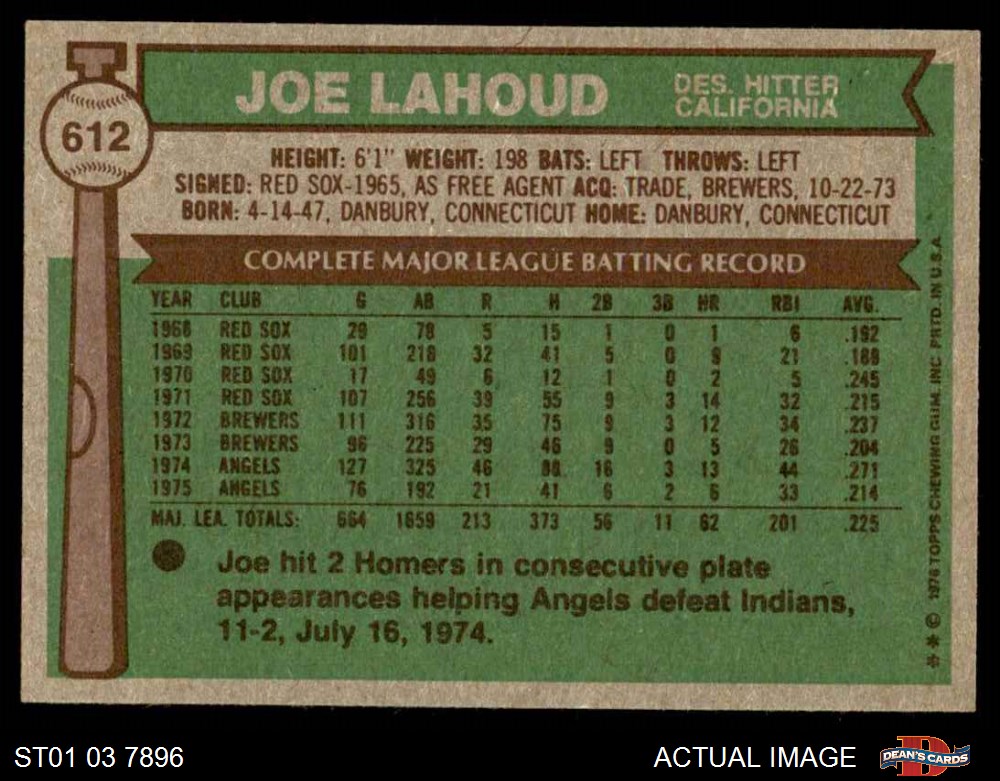 612
JOE LAHOUD
DES. HITTER
CALIFORNIA
HEIGHT: 6'1" WEIGHT: 198 BATS: LEFT THROWS: LEFT
SIGNED: RED SOX-1965, AS FREE AGENT ACQ: TRADE, BREWERS, 10-22-73
BORN: 4-14-47, DANBURY, CONNECTICUT HOME: DANBURY, CONNECTICUT
COMPLETE MAJOR LEAGUE BATTING RECORD
YEAR CLUB G AB R H 2B 3B HR RBI AVG.
1968 RED SOX 29 78 5 15 1 0 1 6 .192
1969 RED SOX 101 218 32 41 5 0 9 21 .188
1970 RED SOX 17 49 6 12 1 0 2 5 .245
1971 RED SOX 107 256 39 55 9 3 14 32 .215
1972 BREWERS 111 316 35 75 9 3 12 34 .237
1973 BREWERS 96 225 29 46 9 0 5 26 .204
1974 ANGELS 127 325 46 88 16 3 13 44 .271
1975 ANGELS 76 192 21 41 6 2 6 33 .214
MAJ. LEA. TOTALS: 664 1659 213 373 56 11 62 201 .225
Joe hit 2 Homers in consecutive plate
appearances helping Angels defeat Indians,
11-2, July 16, 1974.
* * © 1976 TOPPS CHEWING GUM, INC. PRTD. IN U.S.A.
ST01 03 7896
ACTUAL IMAGE
DEAN'S CARDS